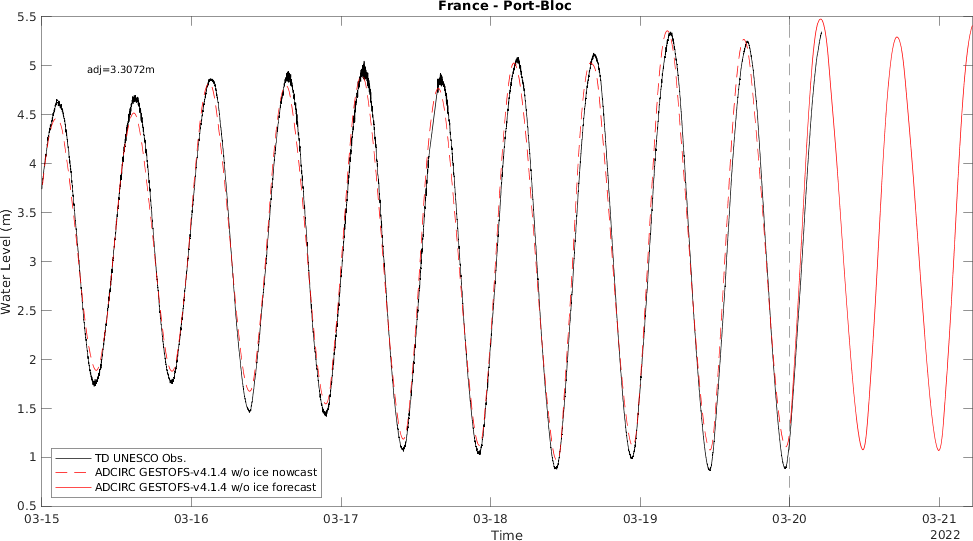 France - Port-Bloc
adj=3.3072m
5.5
5
4.5
4
3.5
3
2.5
2
1.5
1
0.5
Water Level (m)
TD UNESCO Obs.
ADCIRC GESTOFS-v4.1.4 w/o ice nowcast
ADCIRC GESTOFS-v4.1.4 w/o ice forecast
03-15 03-16 03-17 03-18 03-19 03-20 03-21
Time
2022